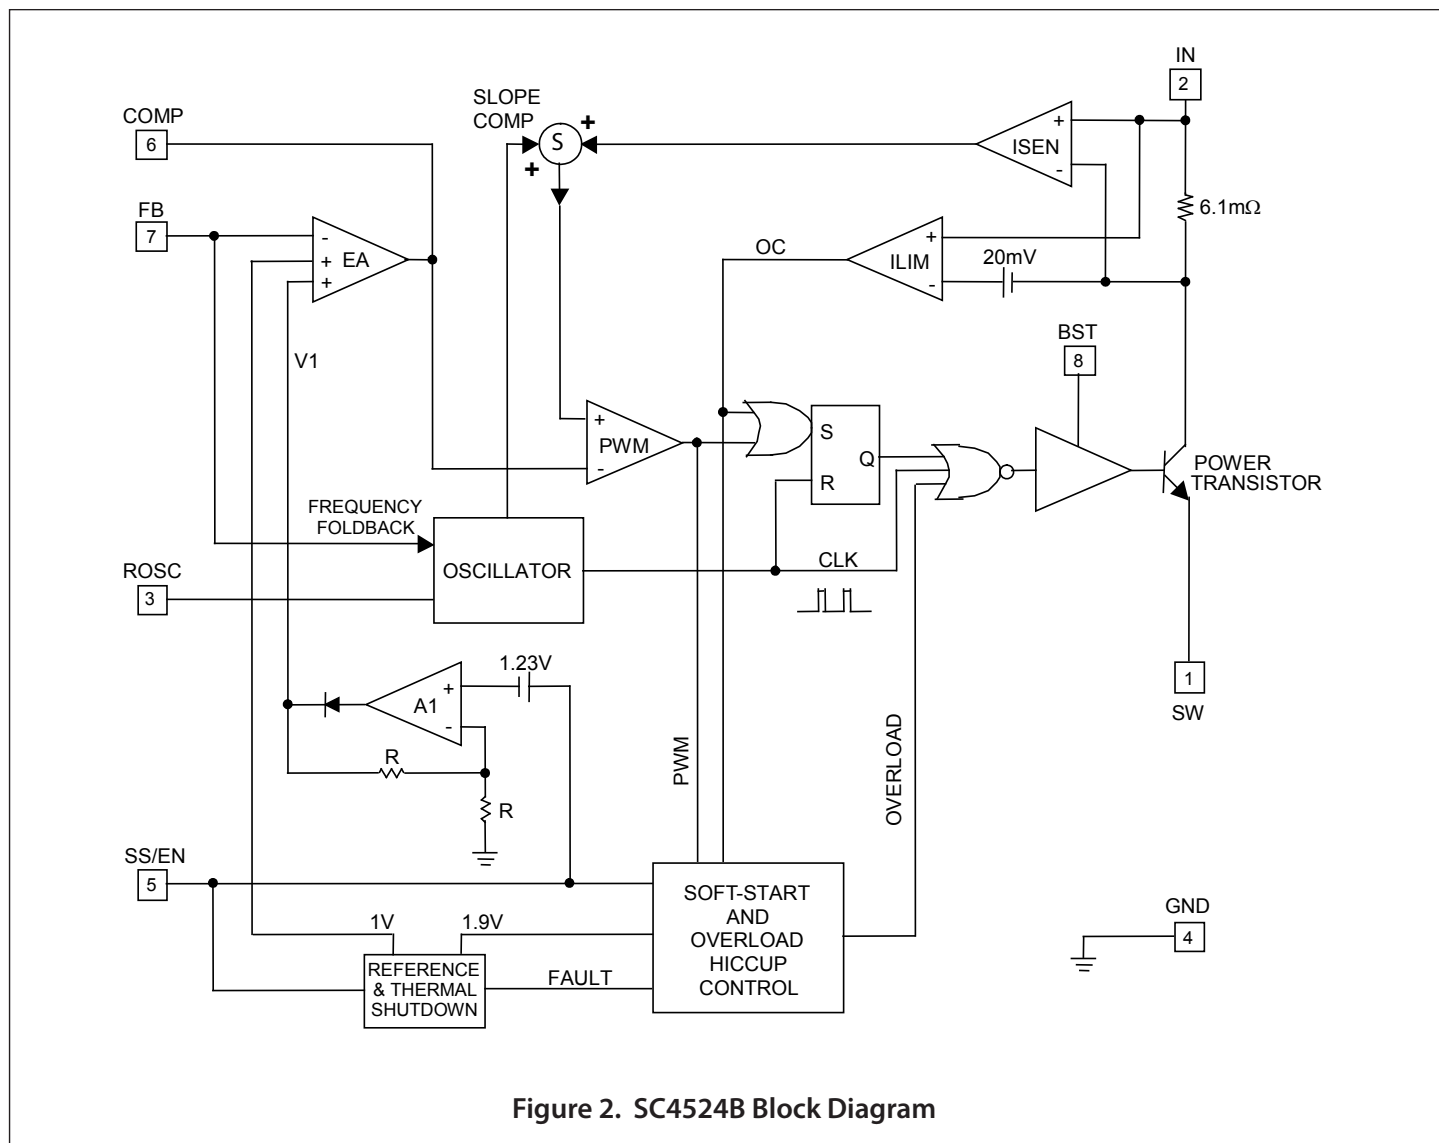 IN
2
COMP
6
SLOPE
COMP
+
S
+
+
ISEN
-
6.1mΩ
FB
7
-
+
EA
+
OC
+
ILIM
-
20mV
V1
BST
8
+
PWM
-
S
Q
R
POWER
TRANSISTOR
FREQUENCY
FOLDBACK
OSCILLATOR
CLK
ROSC
3
1.23V
+
A1
-
R
R
1
SW
PWM
OVERLOAD
SS/EN
5
1V
1.9V
REFERENCE
& THERMAL
SHUTDOWN
FAULT
SOFT-START
AND
OVERLOAD
HICCUP
CONTROL
GND
4
Figure 2. SC4524B Block Diagram